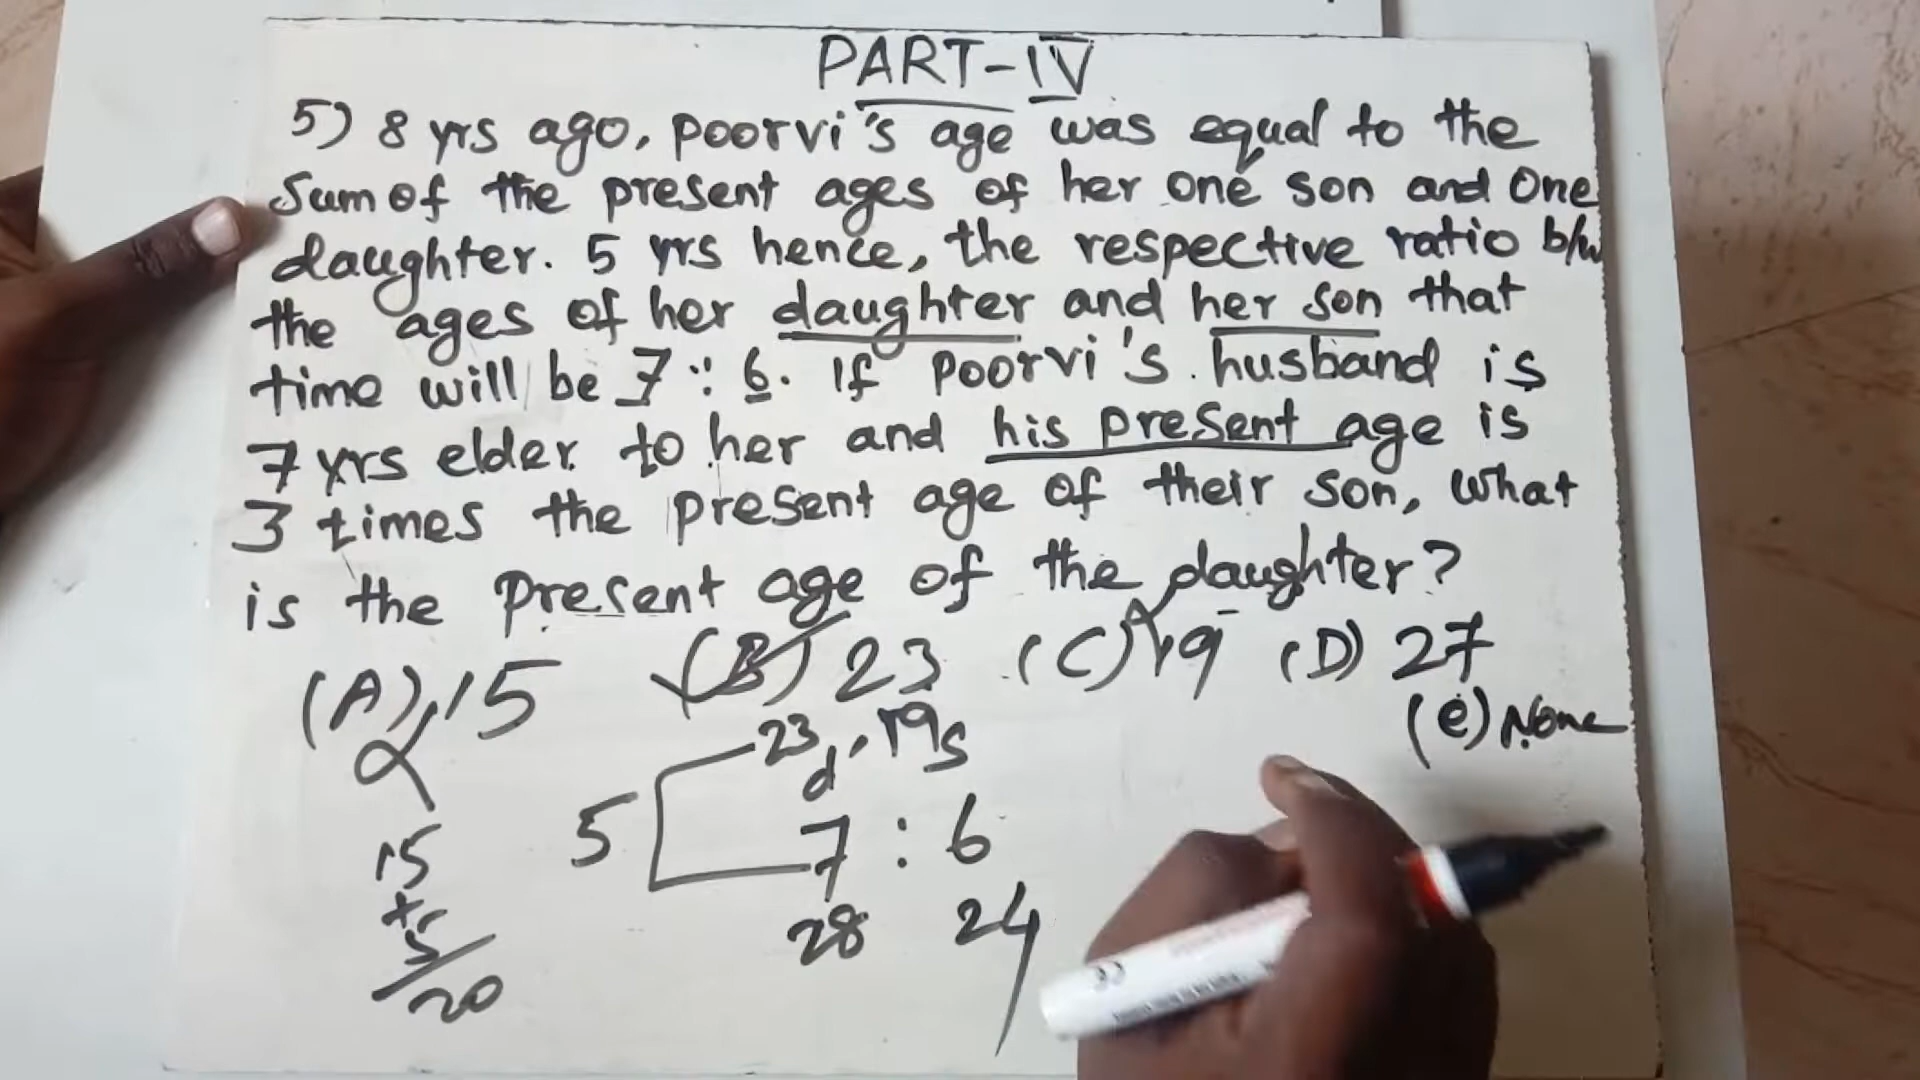 PART-IV
5) 8 yrs ago, poorvi's age was equal to the
Sum of the present ages of her one son and One
daughter. 5 yrs hence, the respective ratio b/w
the ages of her daughter and her son that
time will be 7:6. If poorvi's husband is
7 yrs elder to her and his present age is
3 times the present age of their son, what
is the present age of the daughter?
(A) 15 (B) 23 (C) 19 (D) 27
(e) None
23 d, 19 s
5 7 : 6
28 24
15
+5
20